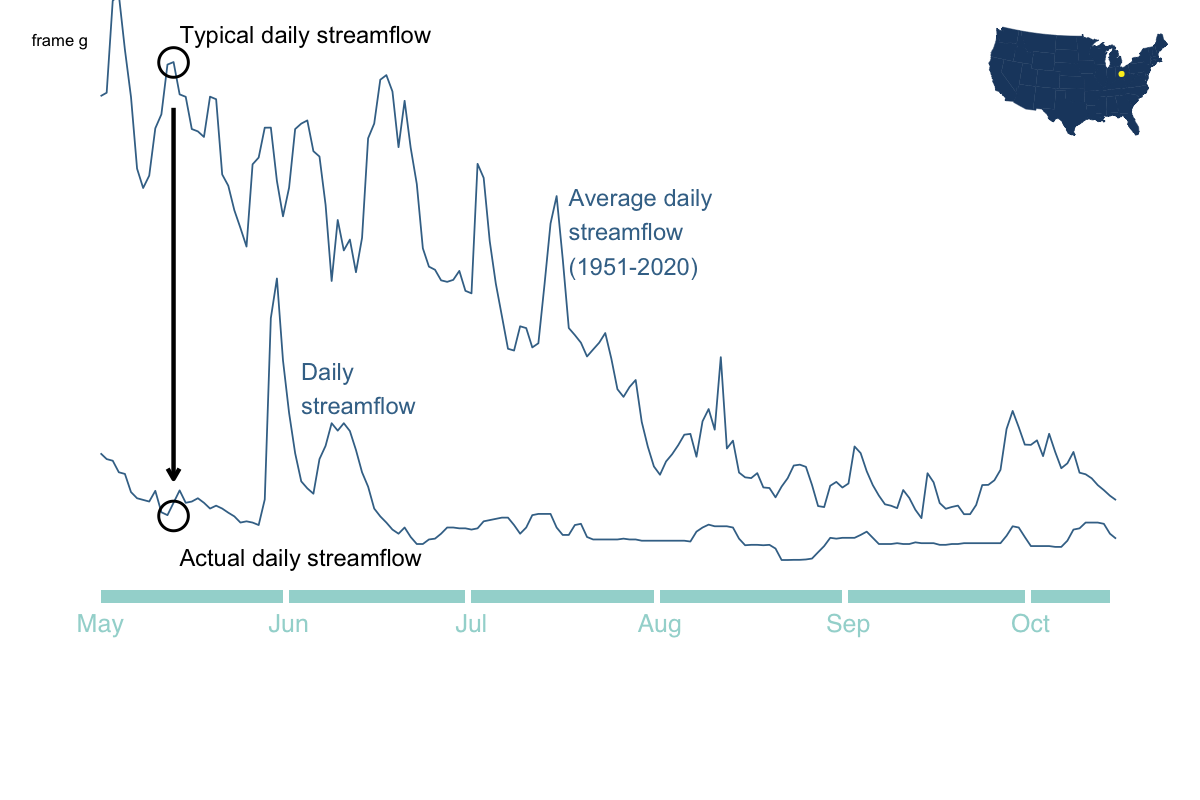 frame g
Typical daily streamflow
Average daily
streamflow
(1951-2020)
Daily
streamflow
Actual daily streamflow
May
Jun
Jul
Aug
Sep
Oct